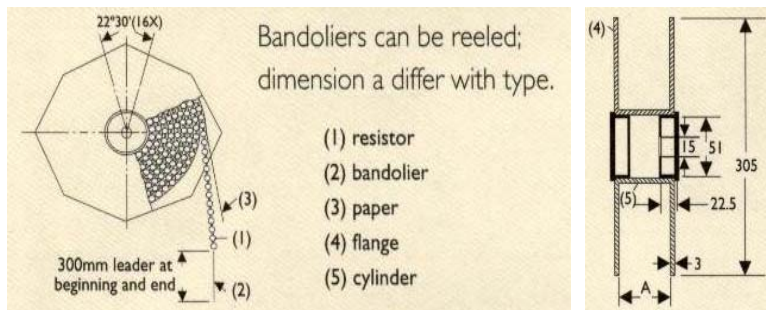 22°30'(16X)
Bandoliers can be reeled;
dimension a differ with type.
(1) resistor
(2) bandolier
(3) paper
(4) flange
(5) cylinder
(3)
(1)
300mm leader at
beginning and end
(2)
(4)
15
51
305
(5)
22.5
3
A